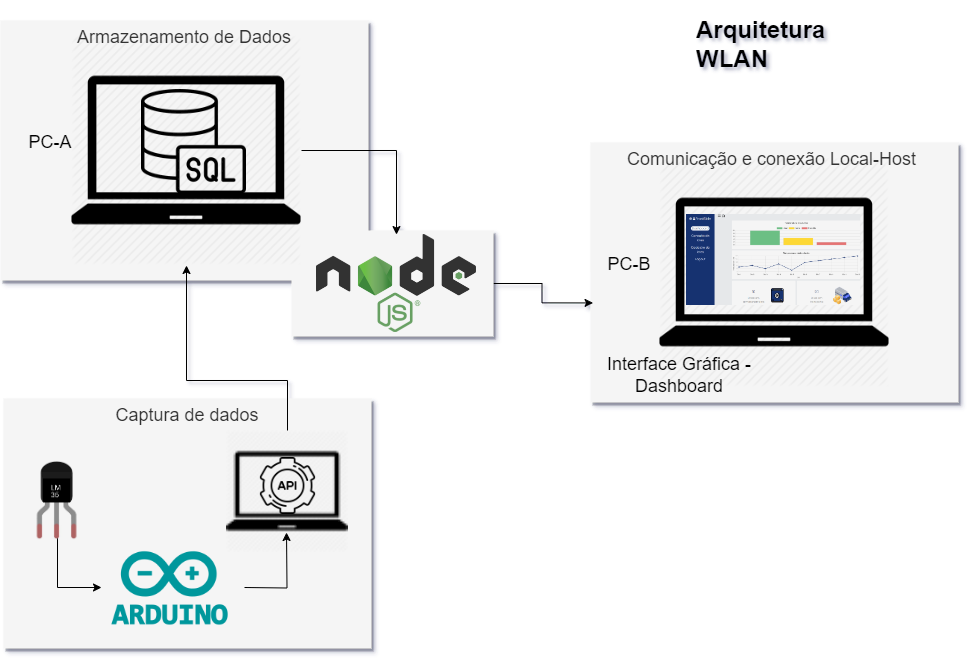 Arquitetura
WLAN
Armazenamento de Dados
PC-A
SQL
node
JS
®
Comunicação e conexão Local-Host
PC-B
Interface Gráfica -
Dashboard
Captura de dados
LM
35
API
ARDUINO